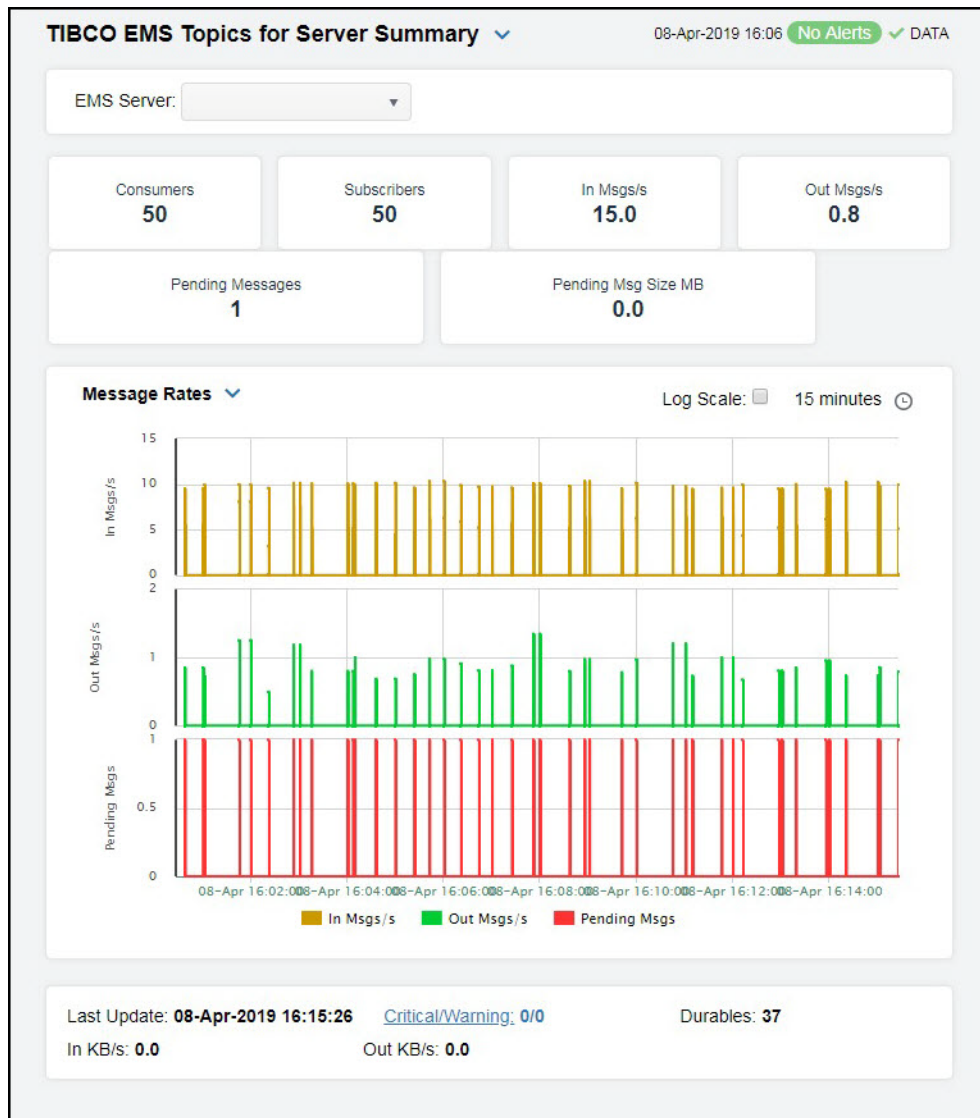 TIBCO EMS Topics for Server Summary
08-Apr-2019 16:06 No Alerts DATA
EMS Server:
Consumers
50
Subscribers
50
In Msgs/s
15.0
Out Msgs/s
0.8
Pending Messages
1
Pending Msg Size MB
0.0
Message Rates
Log Scale: 15 minutes
In Msgs/s
15
10
5
0
Out Msgs/s
2
1
0
Pending Msgs
1
0.5
0
08-Apr 16:02:00 08-Apr 16:04:00 08-Apr 16:06:00 08-Apr 16:08:00 08-Apr 16:10:00 08-Apr 16:12:00 08-Apr 16:14:00
In Msgs/s Out Msgs/s Pending Msgs
Last Update: 08-Apr-2019 16:15:26 Critical/Warning: 0/0 Durables: 37
In KB/s: 0.0 Out KB/s: 0.0